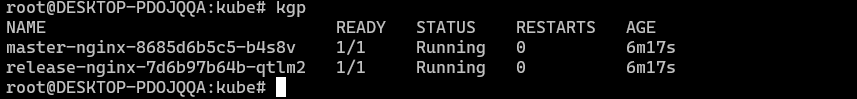 root@DESKTOP-PDOJQQA:kube# kgp
NAME                             READY   STATUS    RESTARTS   AGE
master-nginx-8685d6b5c5-b4s8v    1/1     Running   0          6m17s
release-nginx-7d6b97b64b-qtlm2   1/1     Running   0          6m17s
root@DESKTOP-PDOJQQA:kube#